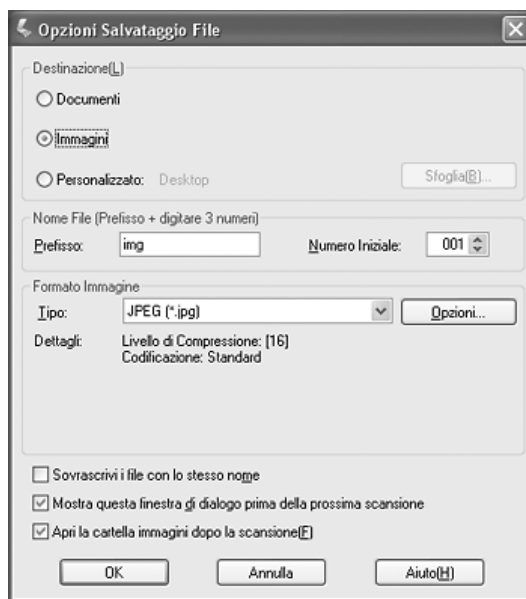 Opzioni Salvataggio File
Destinazione(L)
Documenti
Immagini
Personalizzato: Desktop Sfoglia(B)...
Nome File (Prefisso + digitare 3 numeri)
Prefisso: img Numero Iniziale: 001
Formato Immagine
Tipo: JPEG (*.jpg) Opzioni...
Dettagli: Livello di Compressione: [16]
Codificazione: Standard
Sovrascrivi i file con lo stesso nome
Mostra questa finestra di dialogo prima della prossima scansione
Apri la cartella immagini dopo la scansione(F)
OK Annulla Aiuto(H)